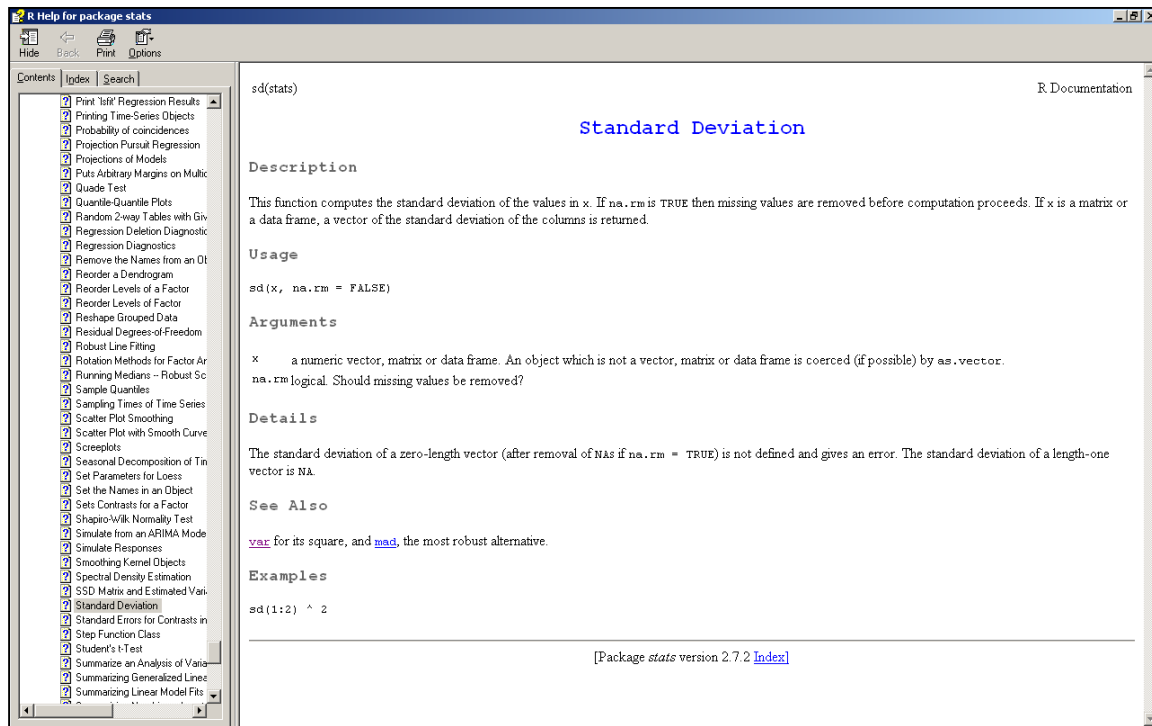 R Help for package stats
Hide Back Print Options
Contents Index Search
Print 'lsfit' Regression Results
Printing Time-Series Objects
Probability of coincidences
Projection Pursuit Regression
Projections of Models
Puts Arbitrary Margins on Multic
Quade Test
Quantile-Quantile Plots
Random 2-way Tables with Giv
Regression Deletion Diagnostic
Regression Diagnostics
Remove the Names from an Ob
Reorder a Dendrogram
Reorder Levels of a Factor
Reorder Levels of Factor
Reshape Grouped Data
Residual Degrees-of-Freedom
Robust Line Fitting
Rotation Methods for Factor An
Running Medians -- Robust Sc
Sample Quantiles
Sampling Times of Time Series
Scatter Plot Smoothing
Scatter Plot with Smooth Curve
Screeplots
Seasonal Decomposition of Tim
Set Parameters for Loess
Set the Names in an Object
Sets Contrasts for a Factor
Shapiro-Wilk Normality Test
Simulate from an ARIMA Mode
Simulate Responses
Smoothing Kernel Objects
Spectral Density Estimation
SSD Matrix and Estimated Vari
Standard Deviation
Standard Errors for Contrasts in
Step Function Class
Student's t-Test
Summarize an Analysis of Varia
Summarizing Generalized Linea
Summarizing Linear Model Fits
sd(stats) R Documentation
Standard Deviation
Description
This function computes the standard deviation of the values in x. If na.rm is TRUE then missing values are removed before computation proceeds. If x is a matrix or
a data frame, a vector of the standard deviation of the columns is returned.
Usage
sd(x, na.rm = FALSE)
Arguments
x a numeric vector, matrix or data frame. An object which is not a vector, matrix or data frame is coerced (if possible) by as.vector.
na.rm logical. Should missing values be removed?
Details
The standard deviation of a zero-length vector (after removal of NAs if na.rm = TRUE) is not defined and gives an error. The standard deviation of a length-one
vector is NA.
See Also
var for its square, and mad, the most robust alternative.
Examples
sd(1:2) ^ 2
[Package stats version 2.7.2 Index]